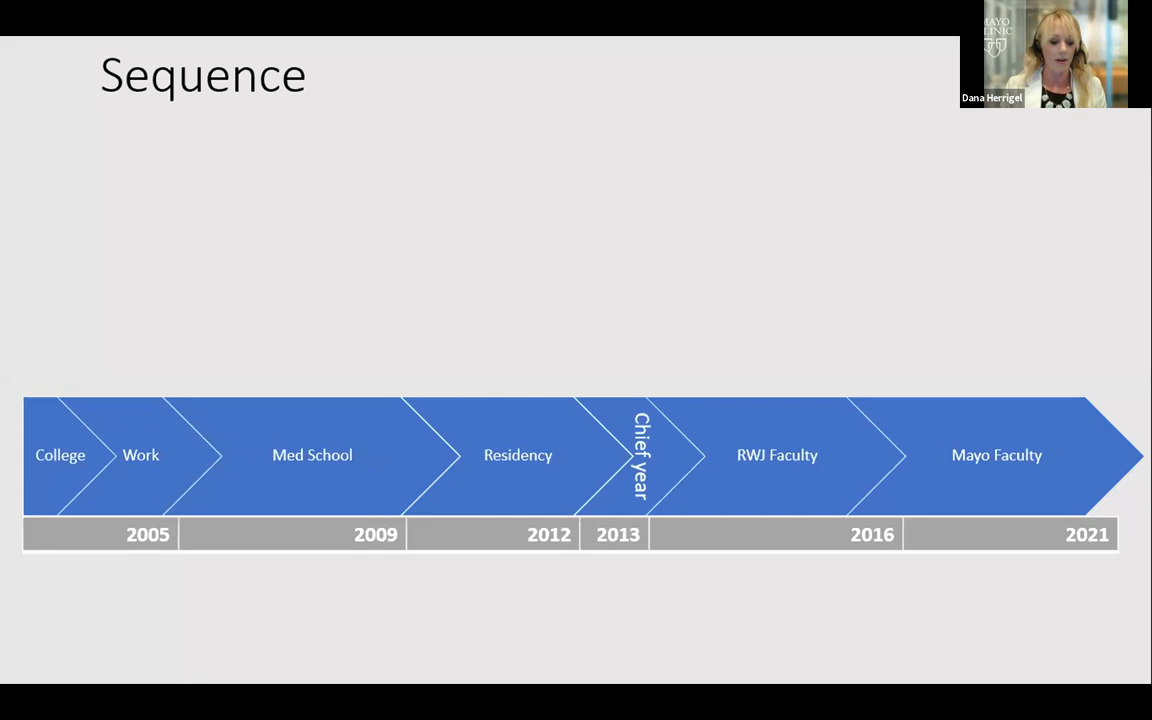 Sequence
MAYO
CLINIC
Dana Herrigel
College
Work
Med School
Residency
Chief year
RWJ Faculty
Mayo Faculty
2005
2009
2012
2013
2016
2021